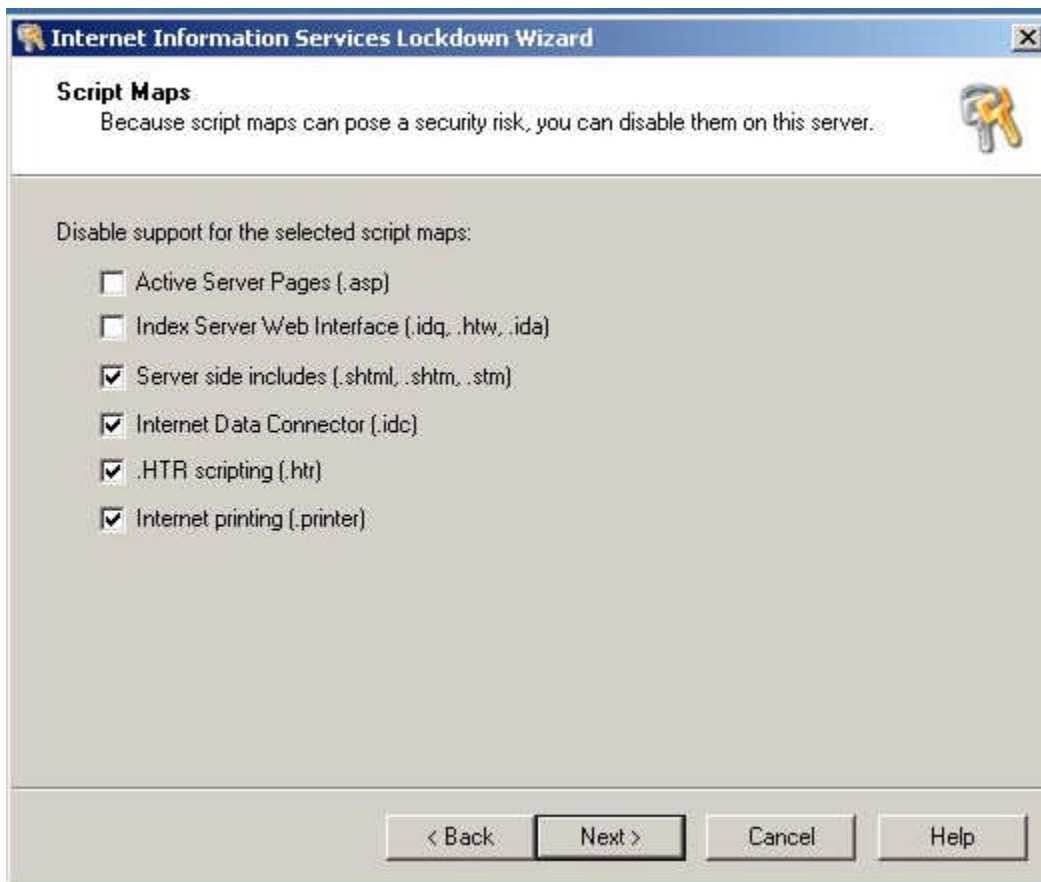 Internet Information Services Lockdown Wizard
Script Maps
Because script maps can pose a security risk, you can disable them on this server.
Disable support for the selected script maps:
Active Server Pages (.asp)
Index Server Web Interface (.idq, .htw, .ida)
Server side includes (.shtml, .shtm, .stm)
Internet Data Connector (.idc)
.HTR scripting (.htr)
Internet printing (.printer)
< Back Next > Cancel Help